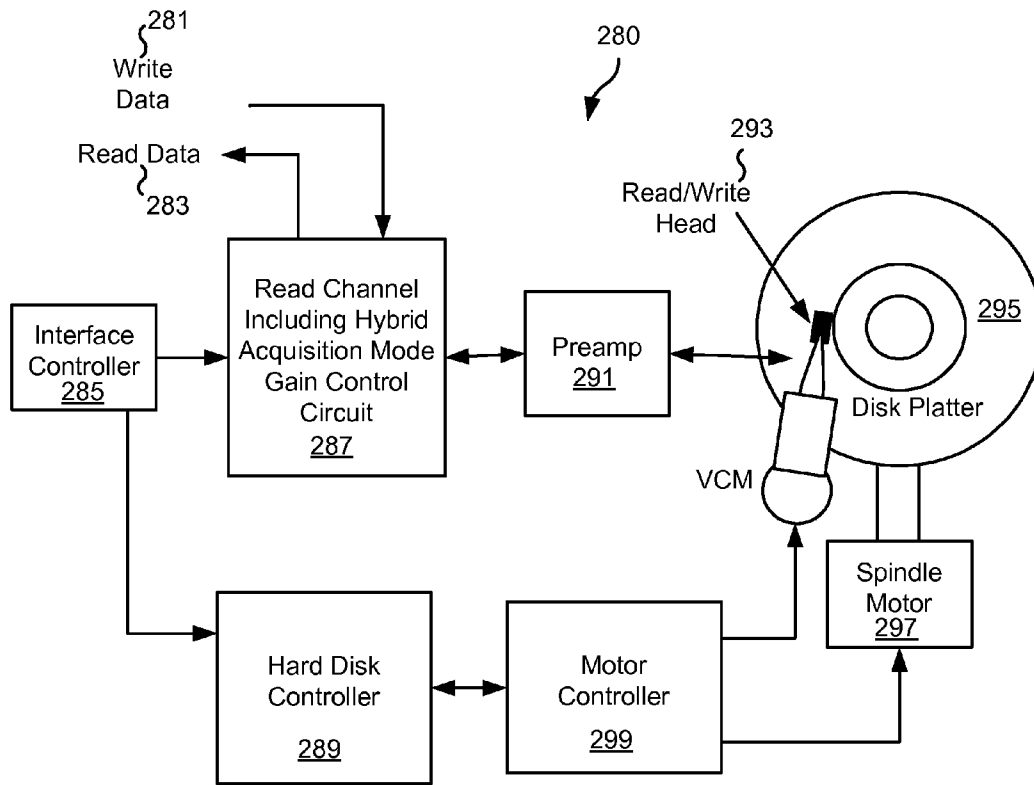 281
Write
Data
280
Read Data
283
293
Read/Write
Head
Interface
Controller
285
Read Channel
Including Hybrid
Acquisition Mode
Gain Control
Circuit
287
Preamp
291
295
Disk Platter
VCM
Spindle
Motor
297
Hard Disk
Controller
289
Motor
Controller
299